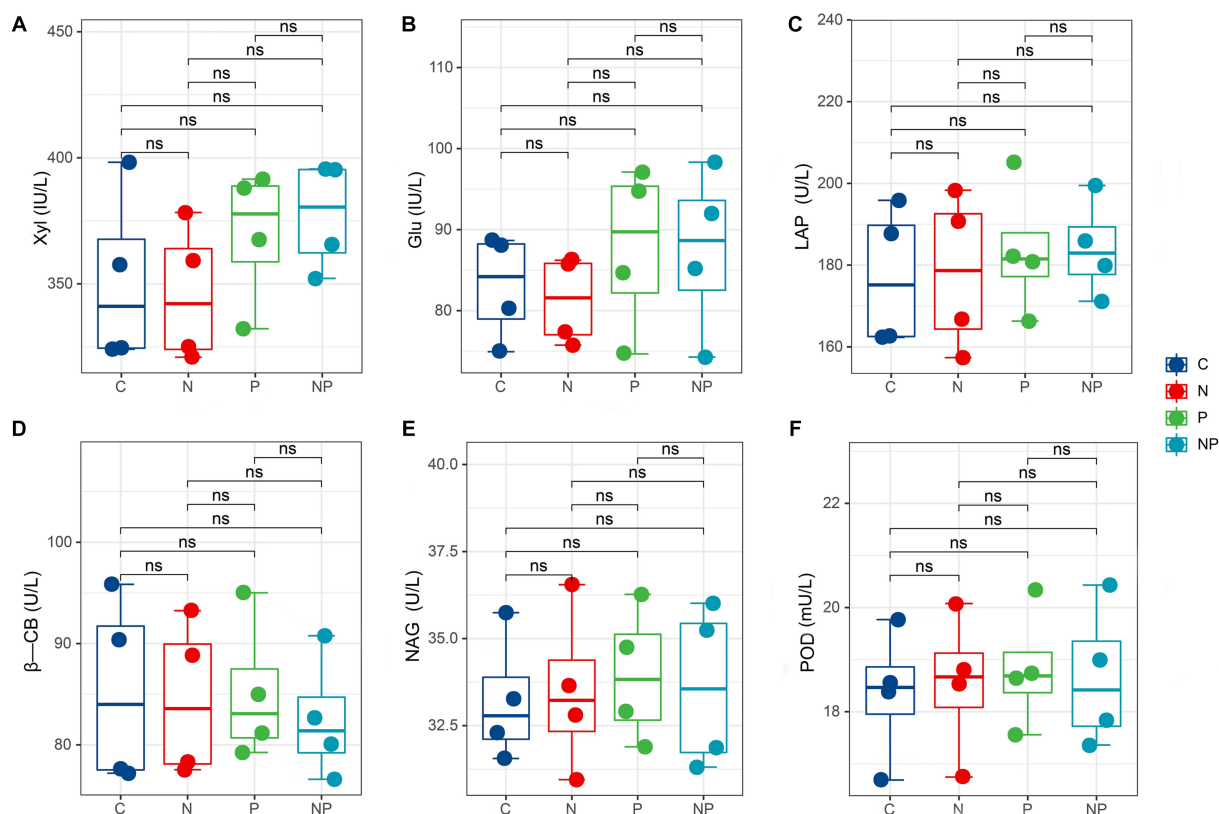 A
Xyl (IU/L)
450
400
350
ns
ns
ns
ns
ns
ns
C N P NP
B
Glu (IU/L)
110
100
90
80
ns
ns
ns
ns
ns
ns
C N P NP
C
LAP (U/L)
240
220
200
180
160
ns
ns
ns
ns
ns
ns
C N P NP
D
β—CB (U/L)
100
90
80
ns
ns
ns
ns
ns
ns
C N P NP
E
NAG (U/L)
40.0
37.5
35.0
32.5
ns
ns
ns
ns
ns
ns
C N P NP
F
POD (mU/L)
22
20
18
ns
ns
ns
ns
ns
ns
C N P NP
C
N
P
NP